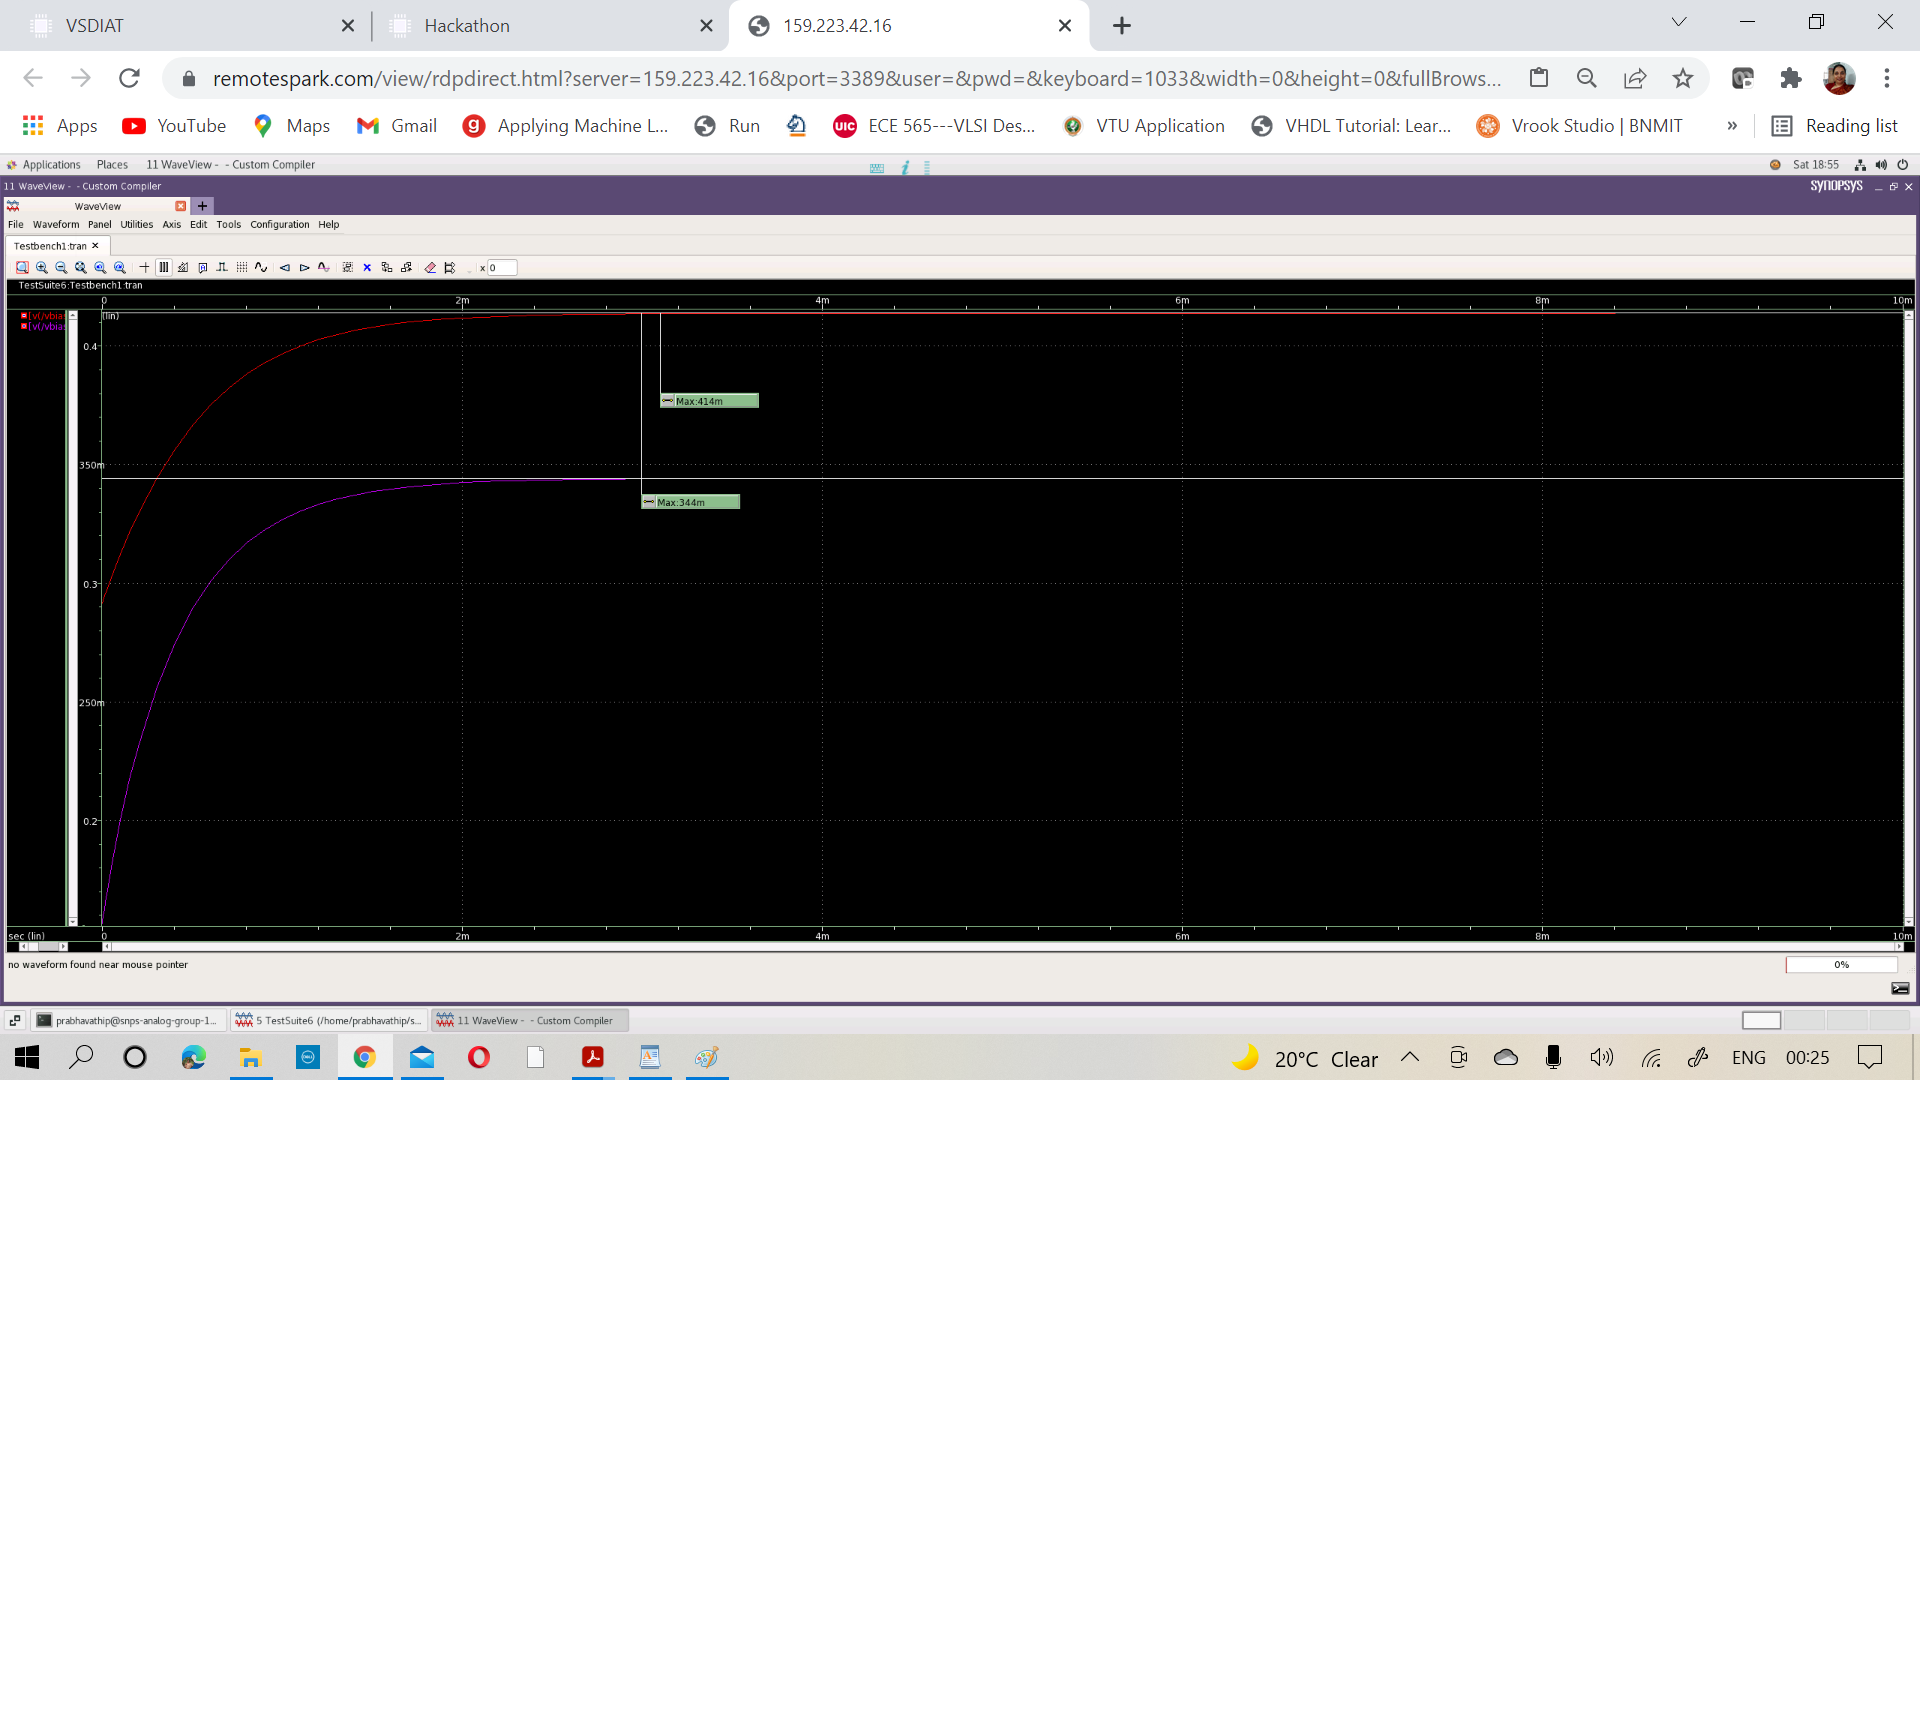 VSDIAT
Hackathon
159.223.42.16
remotespark.com/view/rdpdirect.html?server=159.223.42.16&port=3389&user=&pwd=&keyboard=1033&width=0&height=0&fullBrows...
Apps
YouTube
Maps
Gmail
Applying Machine L...
Run
UIC
ECE 565---VLSI Des...
VTU Application
VHDL Tutorial: Lear...
Vrook Studio | BNMIT
»
Reading list
Applications Places 11 WaveView - - Custom Compiler
Sat 18:55
11 WaveView - - Custom Compiler
SYNOPSYS
WaveView
File Waveform Panel Utilities Axis Edit Tools Configuration Help
Testbench1:tran
x 0
TestSuite6:Testbench1:tran
0 2m 4m 6m 8m 10m
(lin)
v(/vbia
v(/vbia
0.4
Max:414m
350m
Max:344m
0.3
250m
0.2
sec (lin)
0 2m 4m 6m 8m 10m
no waveform found near mouse pointer
0%
prabhavathip@snps-analog-group-1...
5 TestSuite6 (/home/prabhavathip/s...
11 WaveView - - Custom Compiler
20°C Clear
ENG
00:25